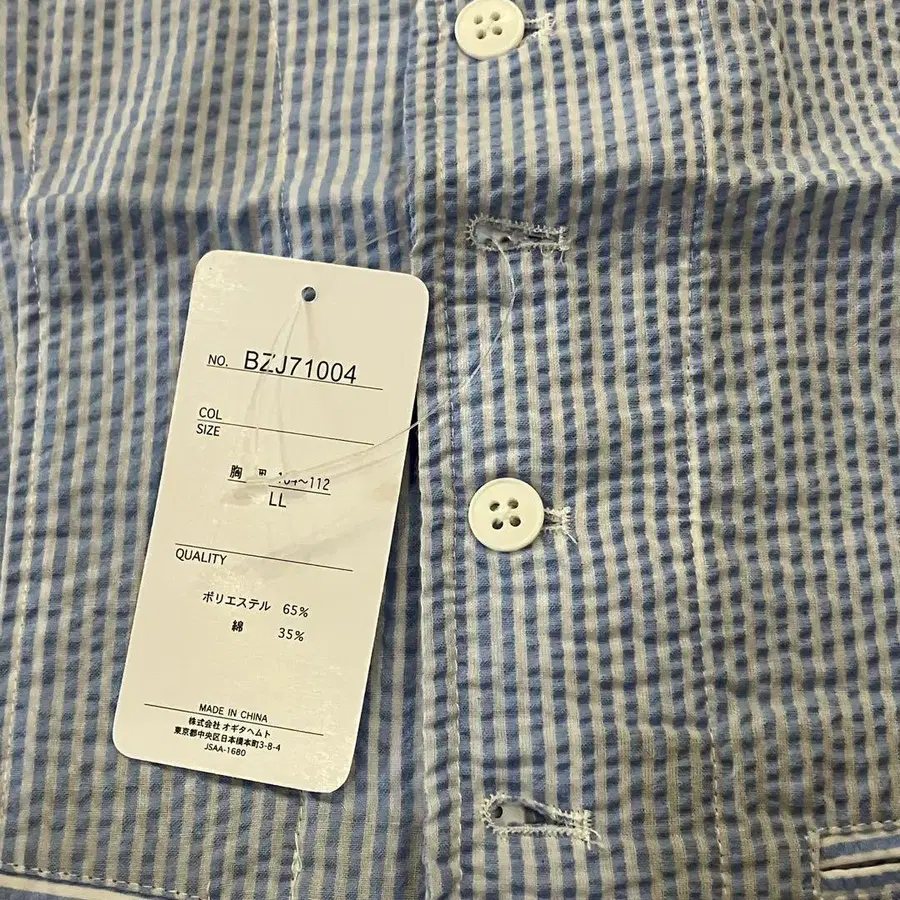 NO. BZJ71004
COL
SIZE
胸 104～112
LL
QUALITY
ポリエステル 65%
綿 35%
MADE IN CHINA
株式会社 オギタヘムト
東京都中央区日本橋本町3-8-4
JSAA-1680